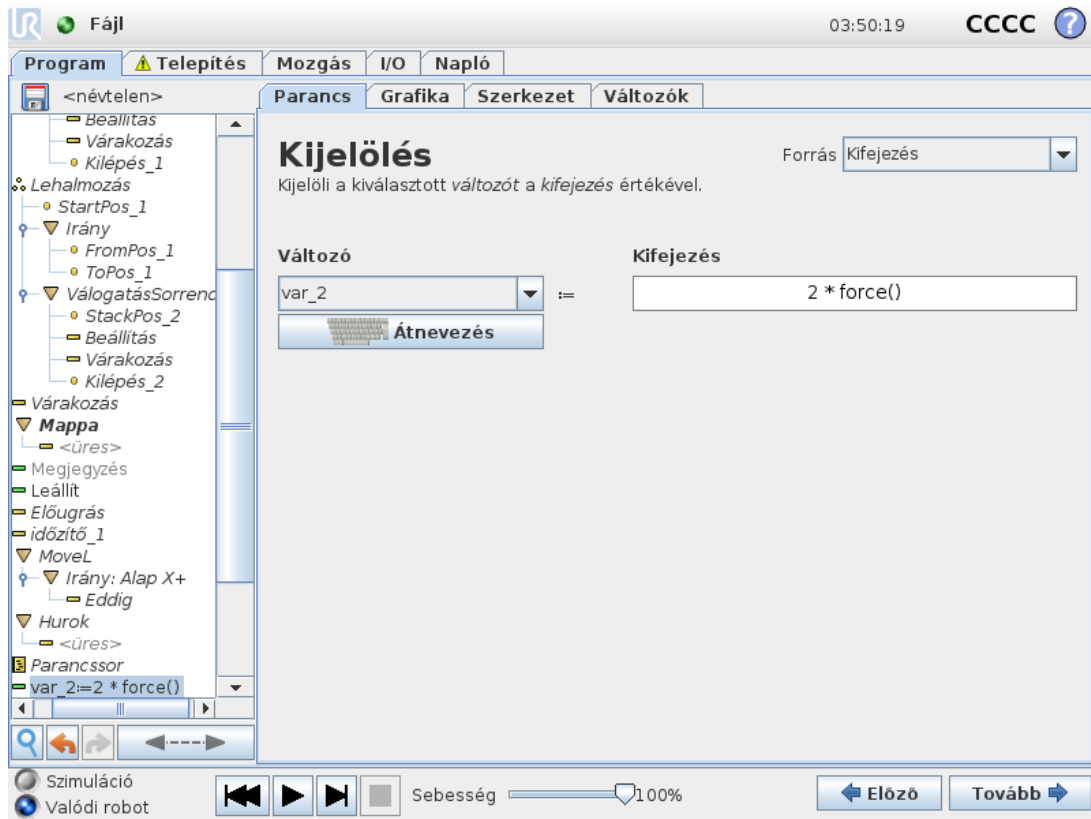 Fájl
03:50:19
CCCC
?
Program
Telepítés
Mozgás
I/O
Napló
<névtelen>
Parancs
Grafika
Szerkezet
Változók
Beállítás
Várakozás
Kilépés_1
Lehalmozás
StartPos_1
Irány
FromPos_1
ToPos_1
VálogatásSorrend
StackPos_2
Beállítás
Várakozás
Kilépés_2
Várakozás
Mappa
<üres>
Megjegyzés
Leállít
Előugrás
időzítő_1
MoveL
Irány: Alap X+
Eddig
Hurok
<üres>
Parancssor
var_2:=2 * force()
Kijelölés
Forrás Kifejezés
Kijelöli a kiválasztott változót a kifejezés értékével.
Változó
Kifejezés
var_2
:=
2 * force()
Átnevezés
Szimuláció
Valódi robot
Sebesség
100%
Előző
Tovább